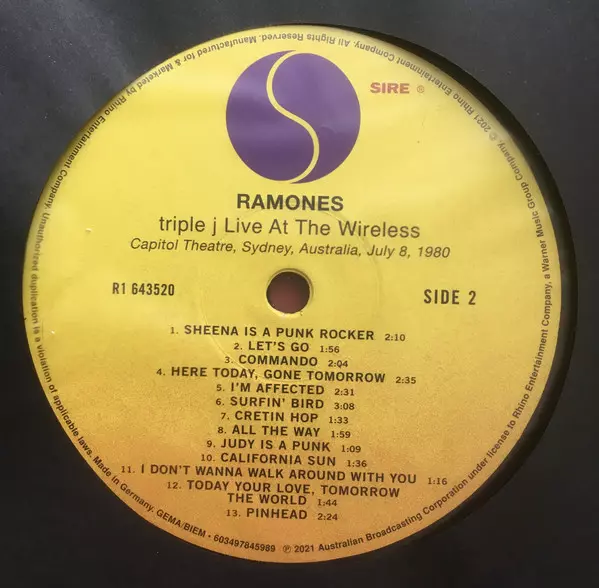 SIRE ®
RAMONES
triple j Live At The Wireless
Capitol Theatre, Sydney, Australia, July 8, 1980
R1 643520
SIDE 2
1. SHEENA IS A PUNK ROCKER 2:10
2. LET'S GO 1:56
3. COMMANDO 2:04
4. HERE TODAY, GONE TOMORROW 2:35
5. I'M AFFECTED 2:31
6. SURFIN' BIRD 3:08
7. CRETIN HOP 1:33
8. ALL THE WAY 1:59
9. JUDY IS A PUNK 1:09
10. CALIFORNIA SUN 1:36
11. I DON'T WANNA WALK AROUND WITH YOU 1:16
12. TODAY YOUR LOVE, TOMORROW
THE WORLD 1:44
13. PINHEAD 2:24
℗ 2021 Australian Broadcasting Corporation under license to Rhino Entertainment Company, a Warner Music Group Company, © 2021 Rhino Entertainment Company, All Rights Reserved. Manufactured for & Marketed by Rhino Entertainment Company. Unauthorized duplication is a violation of applicable laws. Made in Germany. GEMA/BIEM • 603497845989